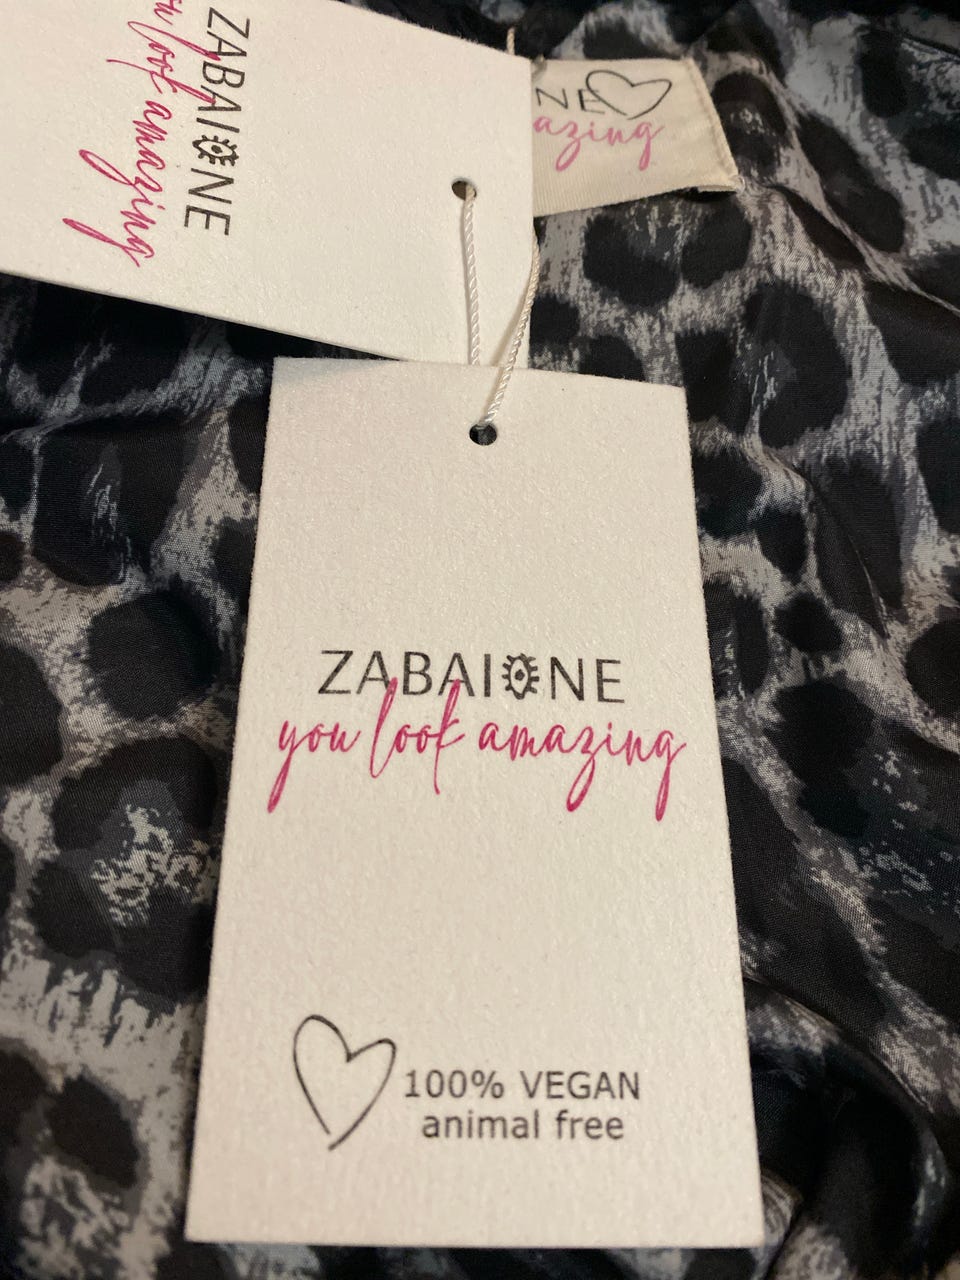 ZABAIONE
you look amazing
NE
azing
ZABAIONE
you look amazing
100% VEGAN
animal free